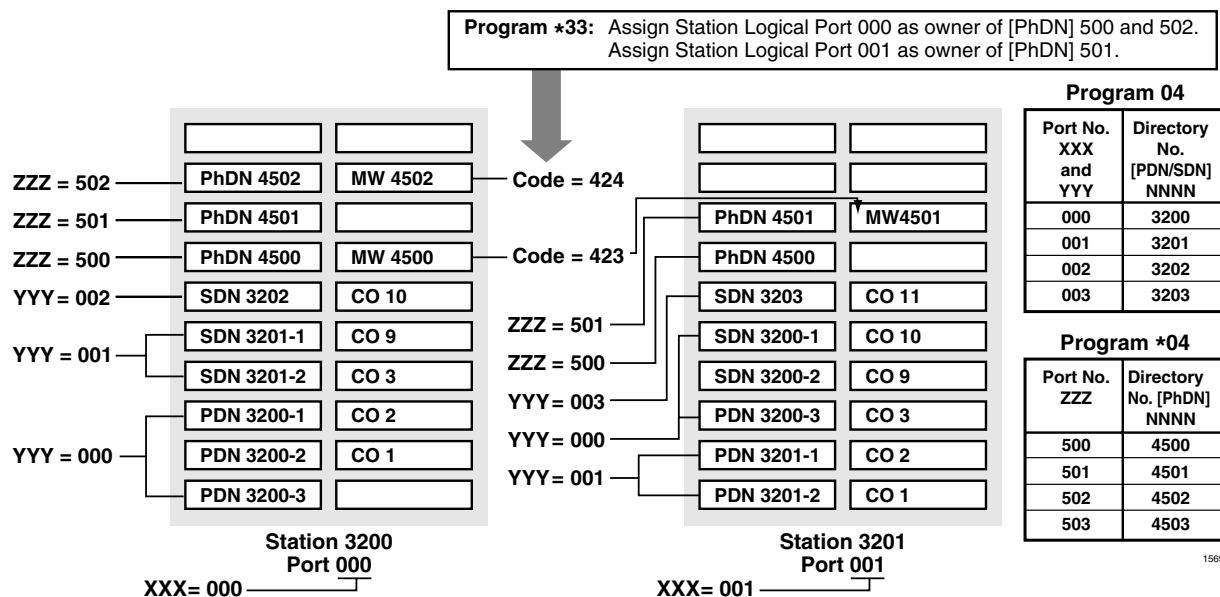 Program *33: Assign Station Logical Port 000 as owner of [PhDN] 500 and 502.
Assign Station Logical Port 001 as owner of [PhDN] 501.
ZZZ = 502
ZZZ = 501
ZZZ = 500
YYY = 002
YYY = 001
YYY = 000
PhDN 4502 MW 4502
PhDN 4501
PhDN 4500 MW 4500
SDN 3202 CO 10
SDN 3201-1 CO 9
SDN 3201-2 CO 3
PDN 3200-1 CO 2
PDN 3200-2 CO 1
PDN 3200-3
Station 3200
Port 000
XXX= 000
Code = 424
Code = 423
ZZZ = 501
ZZZ = 500
YYY= 003
YYY= 000
YYY= 001
PhDN 4501 MW4501
PhDN 4500
SDN 3203 CO 11
SDN 3200-1 CO 10
SDN 3200-2 CO 9
PDN 3200-3 CO 3
PDN 3201-1 CO 2
PDN 3201-2 CO 1
Station 3201
Port 001
XXX= 001
Program 04
Port No. XXX and YYY Directory No. [PDN/SDN] NNNN
000 3200
001 3201
002 3202
003 3203
Program *04
Port No. ZZZ Directory No. [PhDN] NNNN
500 4500
501 4501
502 4502
503 4503